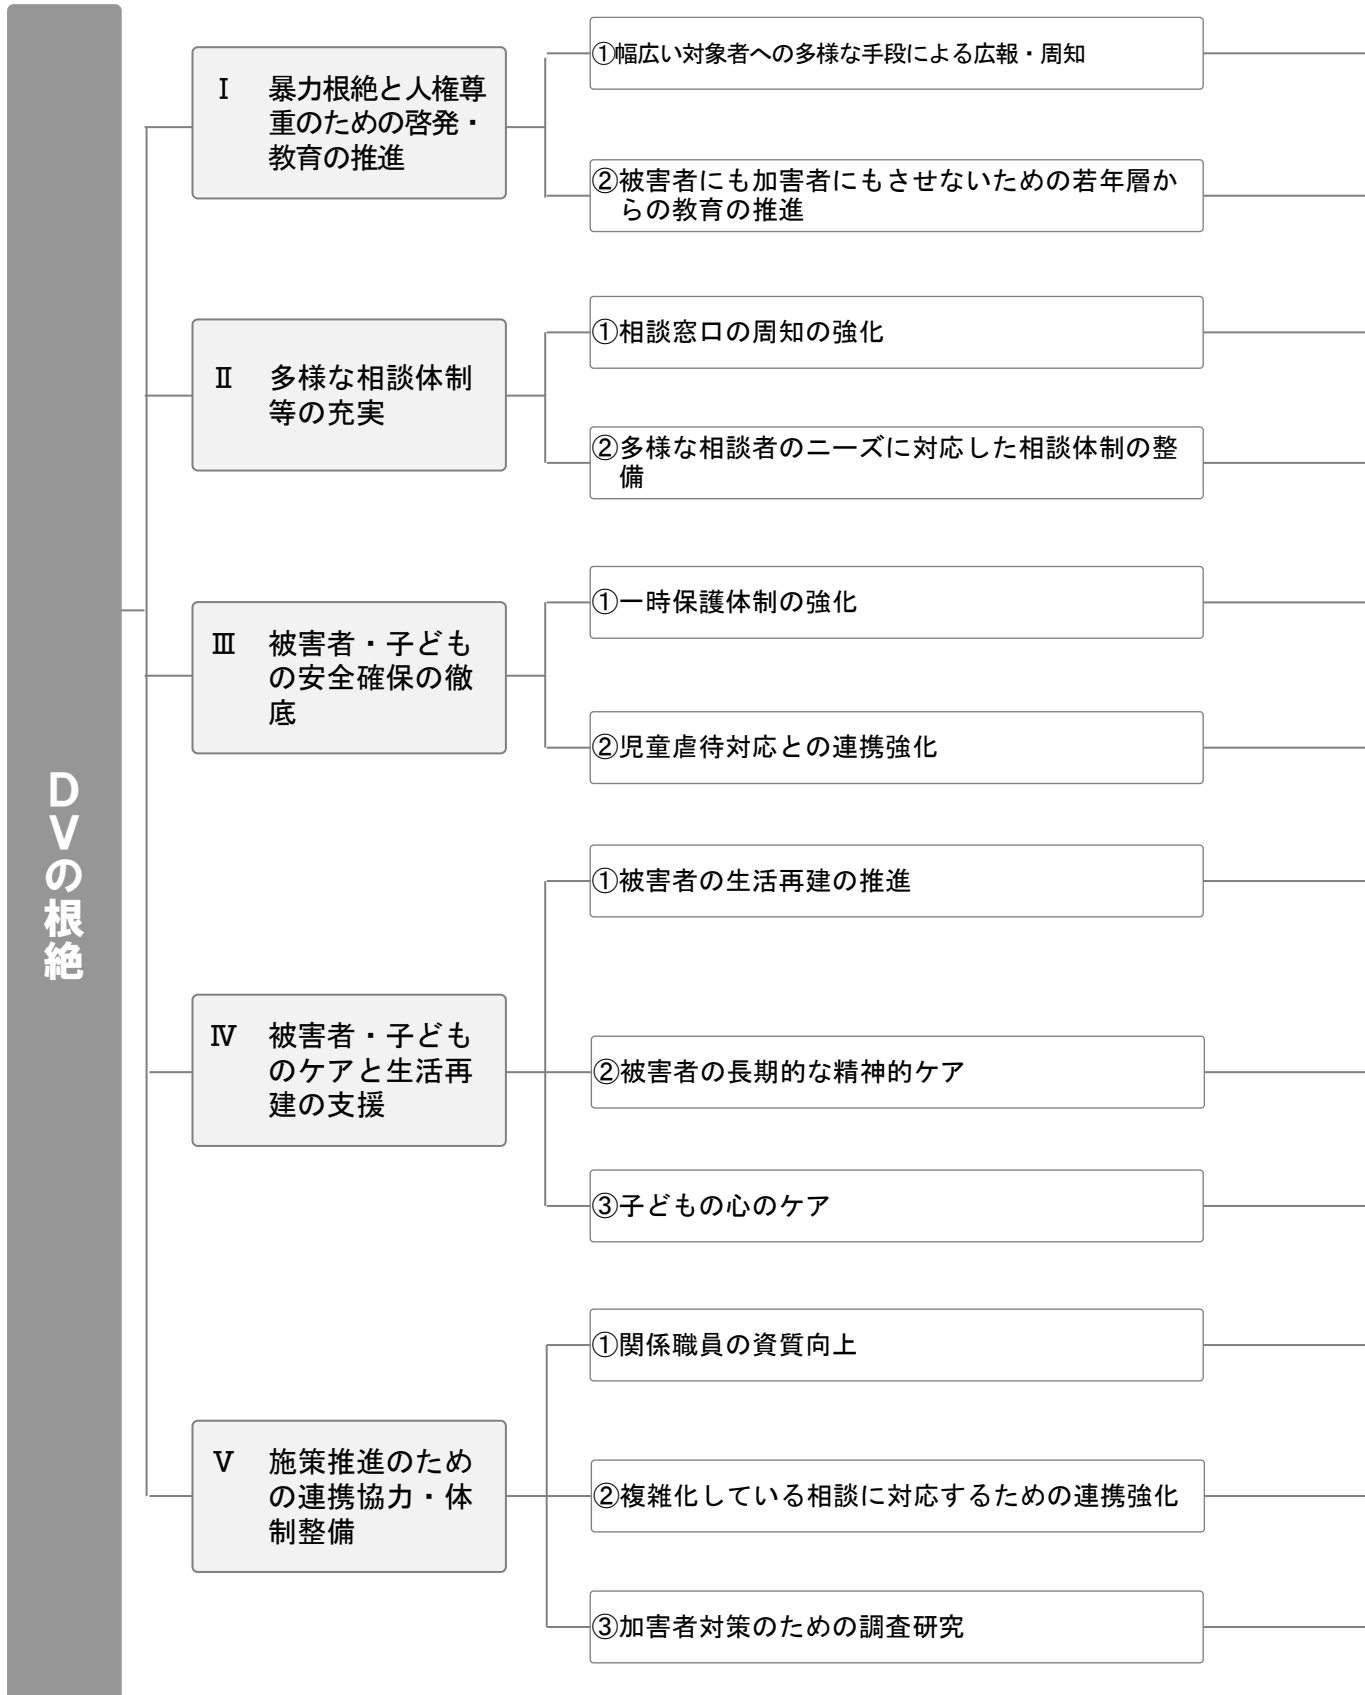 DVの根絶
Ⅰ 暴力根絶と人権尊
重のための啓発・
教育の推進
①幅広い対象者への多様な手段による広報・周知
②被害者にも加害者にもさせないための若年層か
らの教育の推進
Ⅱ 多様な相談体制
等の充実
①相談窓口の周知の強化
②多様な相談者のニーズに対応した相談体制の整
備
Ⅲ 被害者・子ども
の安全確保の徹
底
①一時保護体制の強化
②児童虐待対応との連携強化
Ⅳ 被害者・子ども
のケアと生活再
建の支援
①被害者の生活再建の推進
②被害者の長期的な精神的ケア
③子どもの心のケア
Ⅴ 施策推進のため
の連携協力・体
制整備
①関係職員の資質向上
②複雑化している相談に対応するための連携強化
③加害者対策のための調査研究